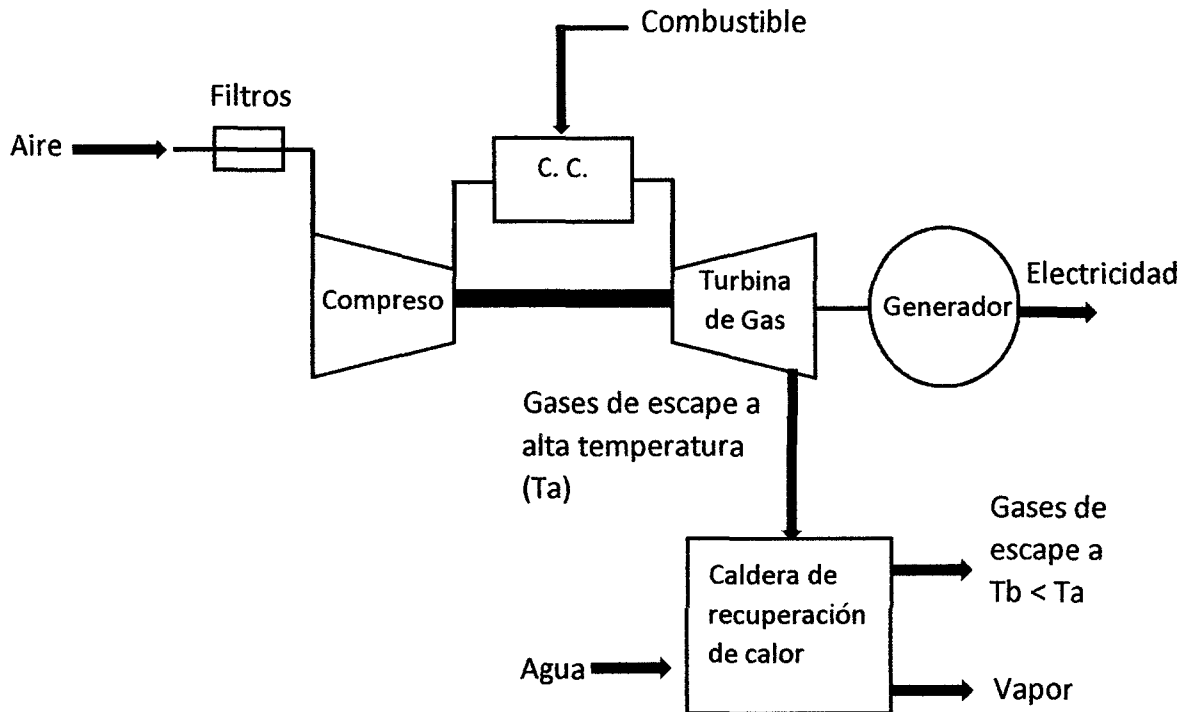 Combustible
Filtros
Aire
C. C.
Compreso
Turbina
de Gas
Generador
Electricidad
Gases de escape a
alta temperatura
(Ta)
Gases de
escape a
Tb < Ta
Caldera de
recuperación
de calor
Agua
Vapor